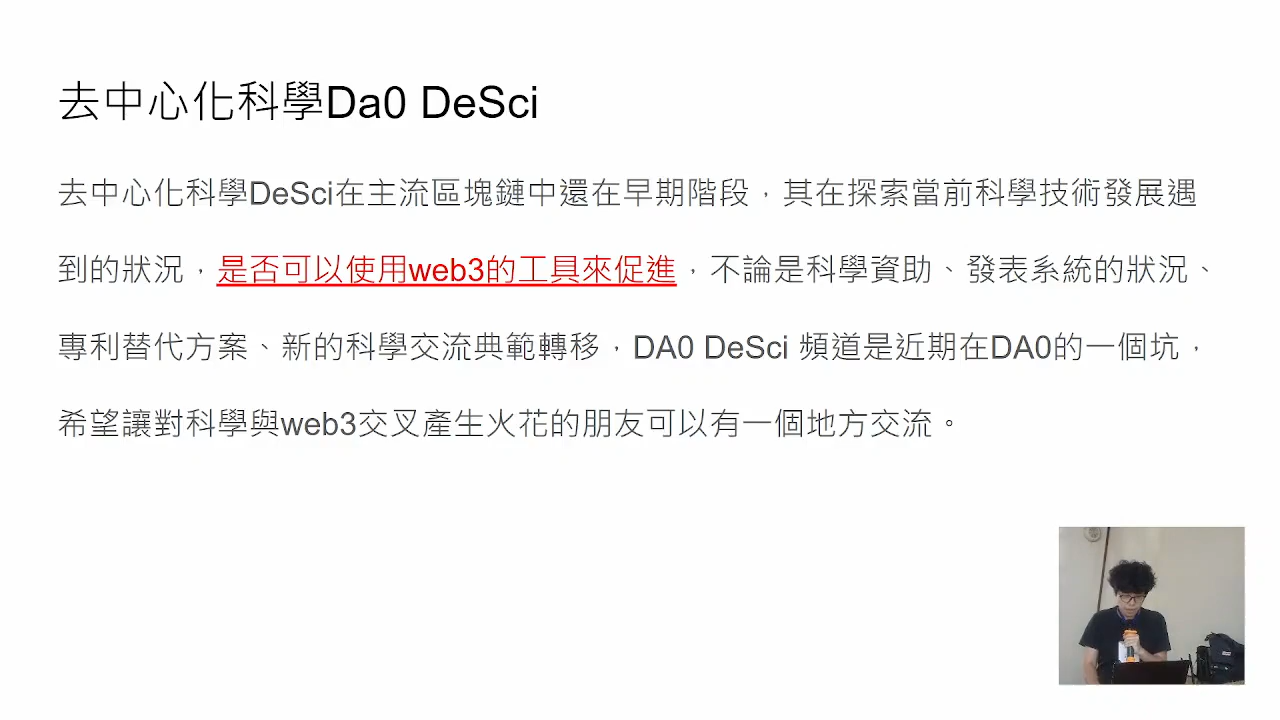 去中心化科學Da0 DeSci
去中心化科學DeSci在主流區塊鏈中還在早期階段，其在探索當前科學技術發展遇
到的狀況，是否可以使用web3的工具來促進，不論是科學資助、發表系統的狀況、
專利替代方案、新的科學交流典範轉移，DA0 DeSci 頻道是近期在DA0的一個坑，
希望讓對科學與web3交叉產生火花的朋友可以有一個地方交流。